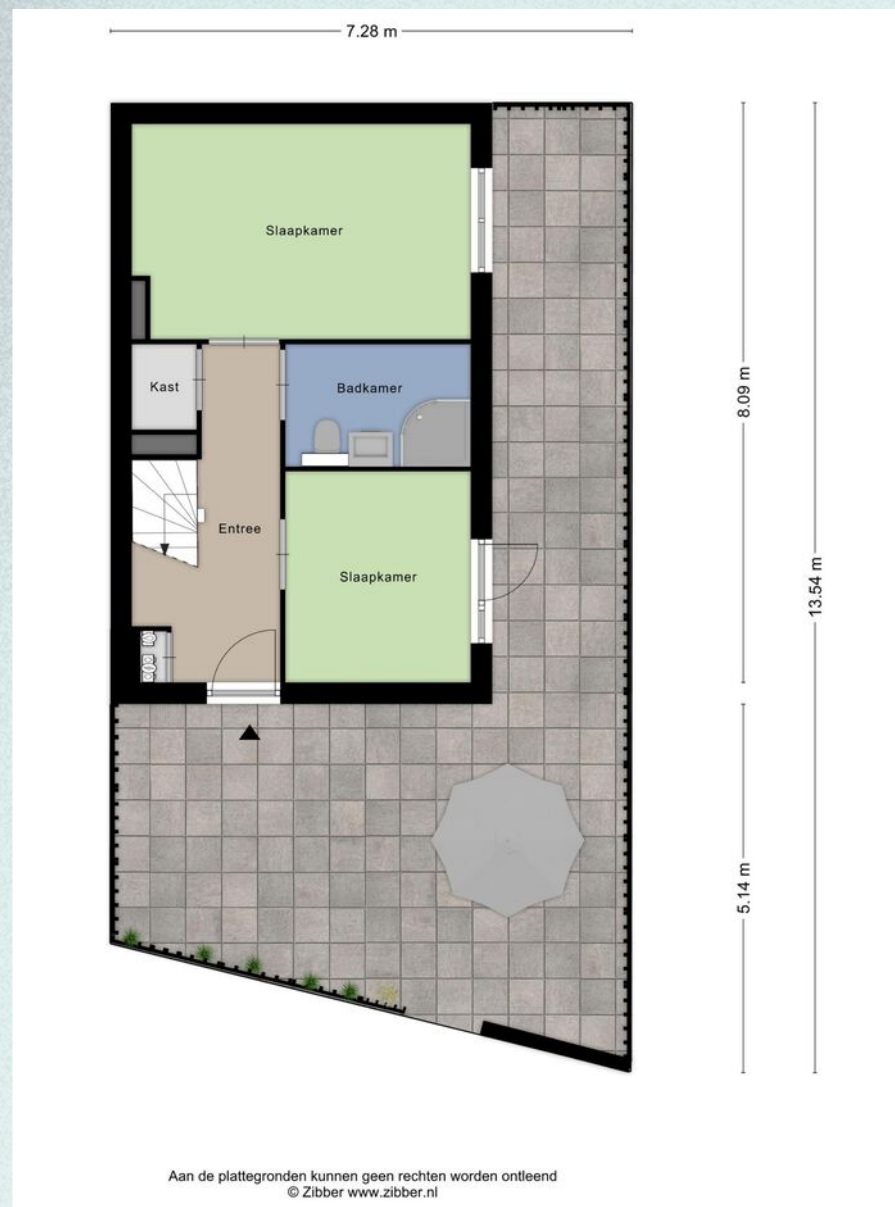 7.28 m
Slaapkamer
8.09 m
Kast
Badkamer
Entree
Slaapkamer
13.54 m
5.14 m
Aan de plattegronden kunnen geen rechten worden ontleend
© Zibber www.zibber.nl